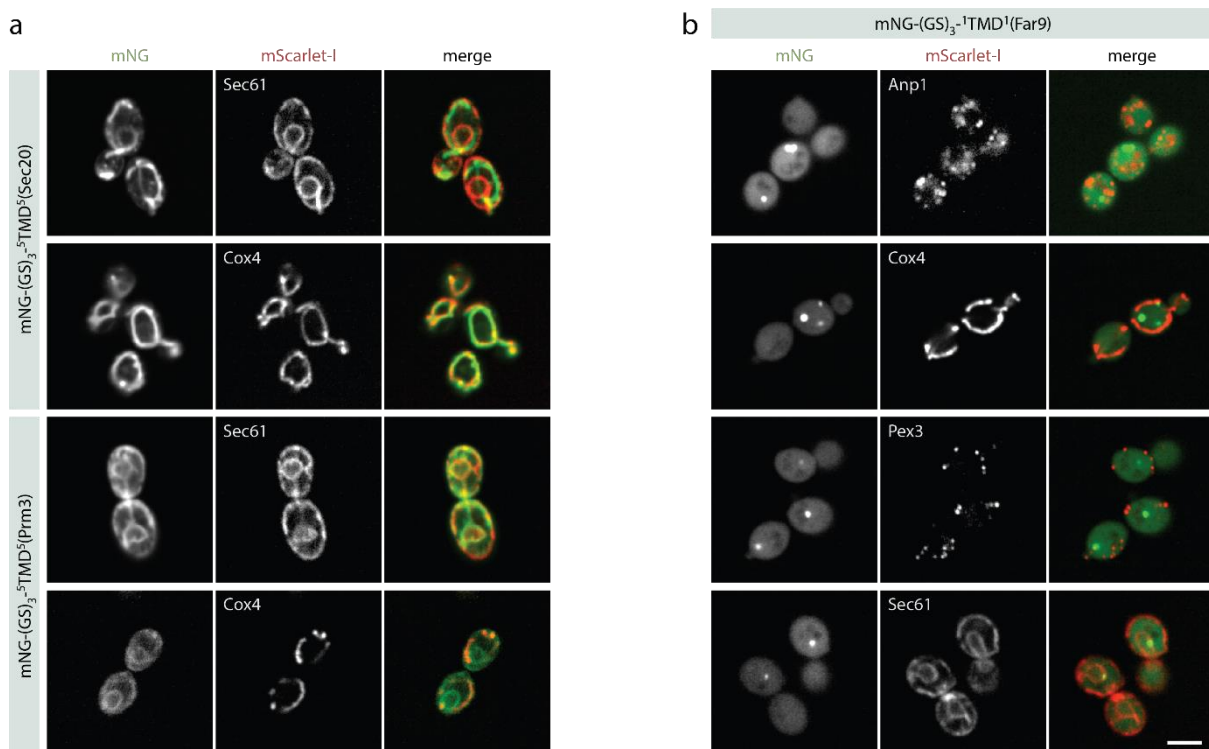 a
mNG mScarlet-I merge
mNG-(GS)₃-⁵TMD⁵(Sec20)
Sec61
Cox4
mNG-(GS)₃-⁵TMD⁵(Prm3)
Sec61
Cox4
b
mNG-(GS)₃-¹TMD¹(Far9)
mNG mScarlet-I merge
Anp1
Cox4
Pex3
Sec61